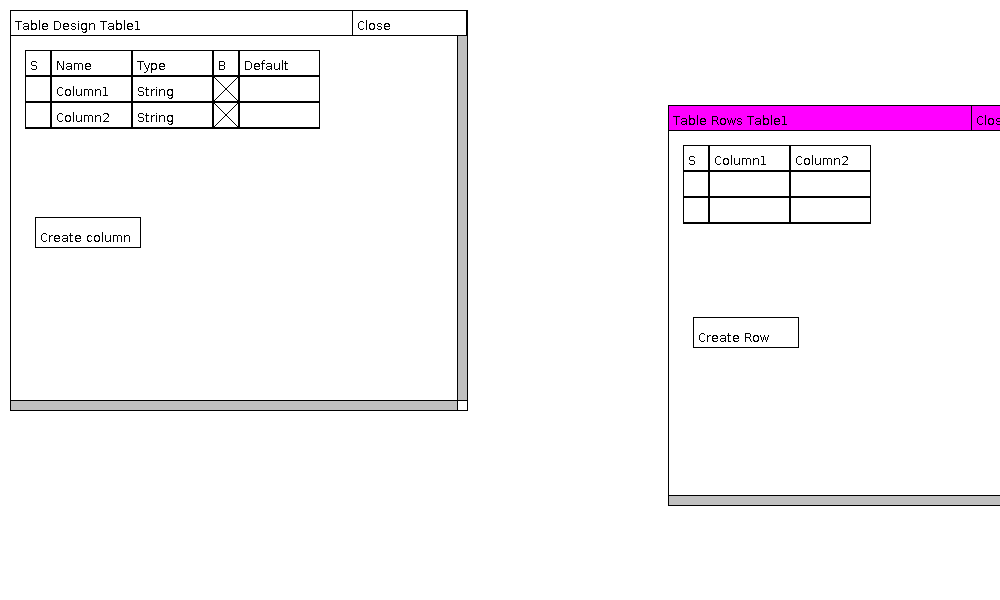 Table Design Table1 Close
S Name Type B Default
Column1 String
Column2 String
Create column
Table Rows Table1 Clos
S Column1 Column2
Create Row